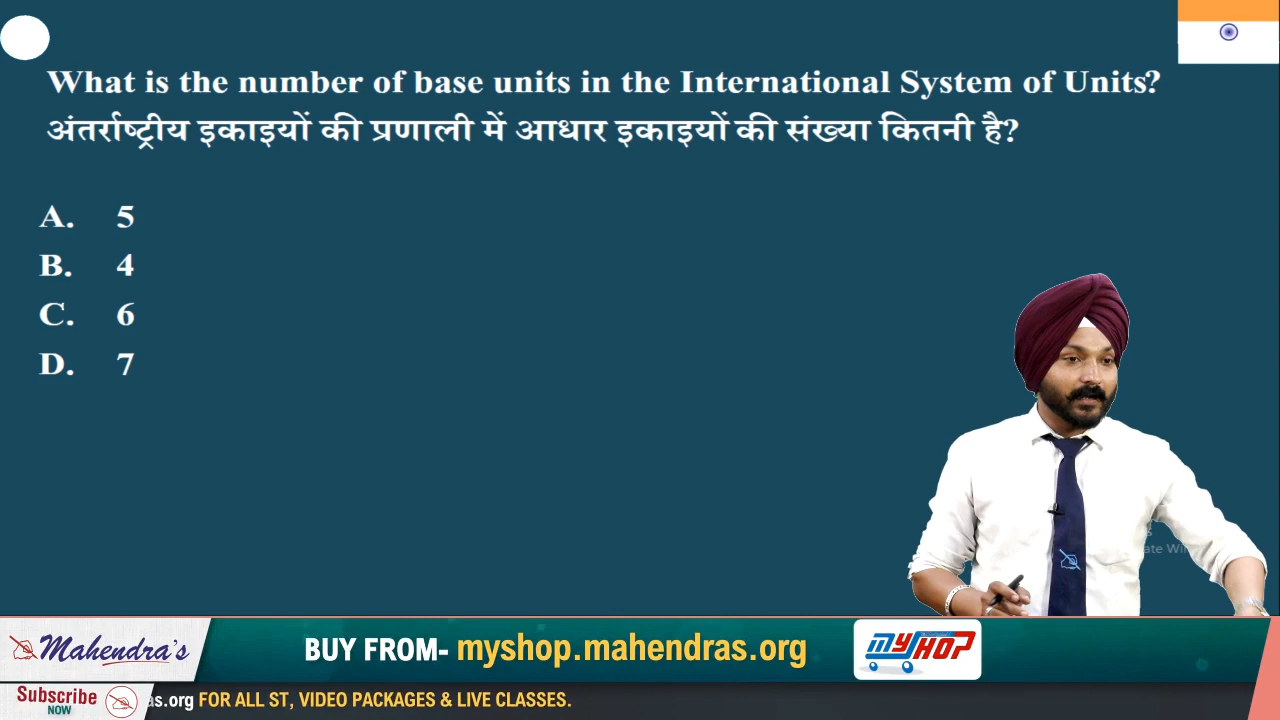 What is the number of base units in the International System of Units?
अंतर्राष्ट्रीय इकाइयों की प्रणाली में आधार इकाइयों की संख्या कितनी है?
A. 5
B. 4
C. 6
D. 7
Mahendra's
BUY FROM- myshop.mahendras.org
MY SHOP
Subscribe
NOW
as.org FOR ALL ST, VIDEO PACKAGES & LIVE CLASSES.